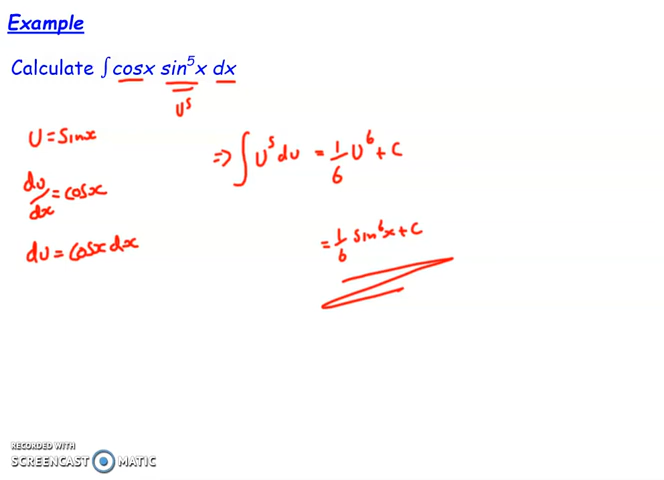 Example
Calculate ∫ cosx sin⁵x dx
U⁵
U = Sinx
du/dx = cosx
du = cosx dx
=> ∫ U⁵ du = 1/6 U⁶ + C
= 1/6 sin⁶x + C
RECORDED WITH
SCREENCAST MATIC